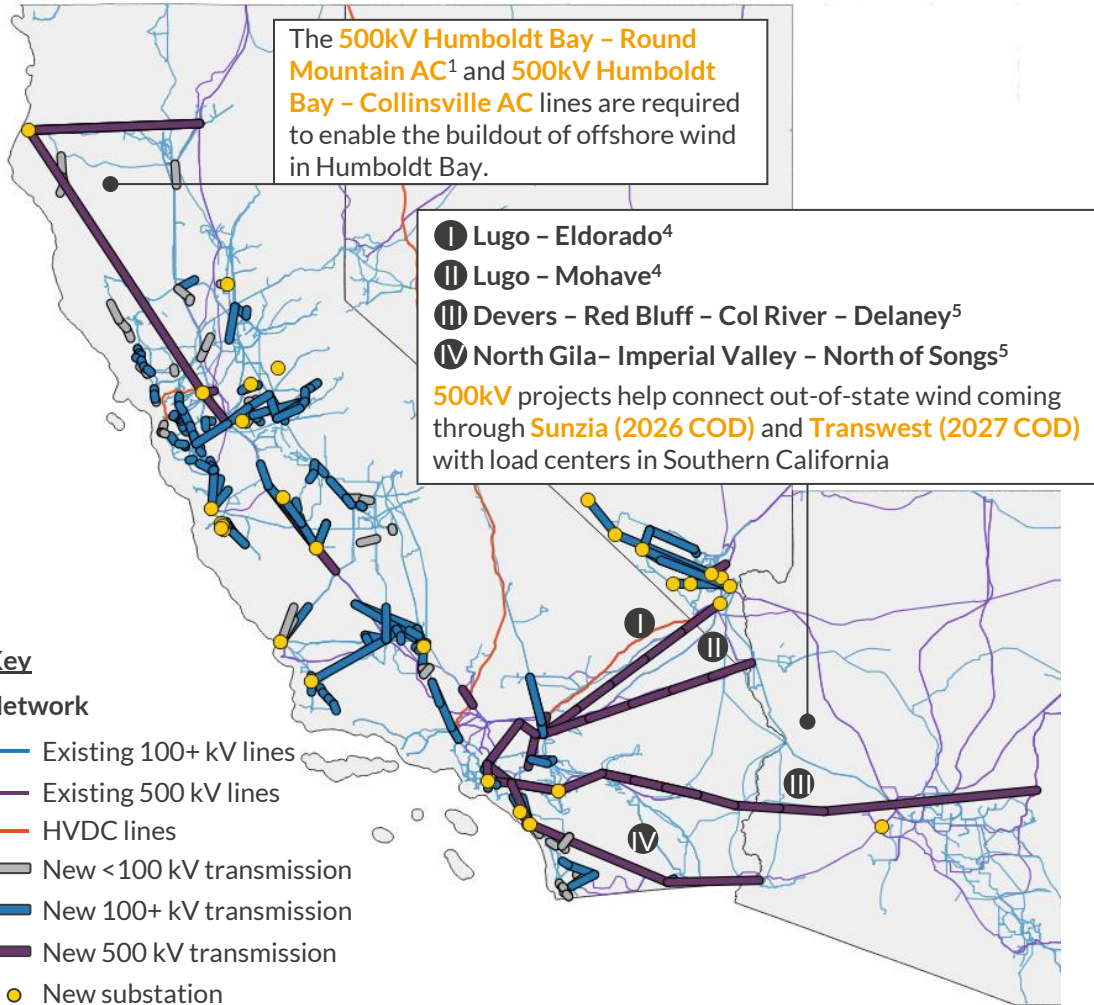 The 500kV Humboldt Bay – Round
Mountain AC¹ and 500kV Humboldt
Bay – Collinsville AC lines are required
to enable the buildout of offshore wind
in Humboldt Bay.
I Lugo – Eldorado⁴
II Lugo – Mohave⁴
III Devers – Red Bluff – Col River – Delaney⁵
IV North Gila– Imperial Valley – North of Songs⁵
500kV projects help connect out-of-state wind coming
through Sunzia (2026 COD) and Transwest (2027 COD)
with load centers in Southern California
I
II
III
IV
Key
Network
Existing 100+ kV lines
Existing 500 kV lines
HVDC lines
New <100 kV transmission
New 100+ kV transmission
New 500 kV transmission
New substation